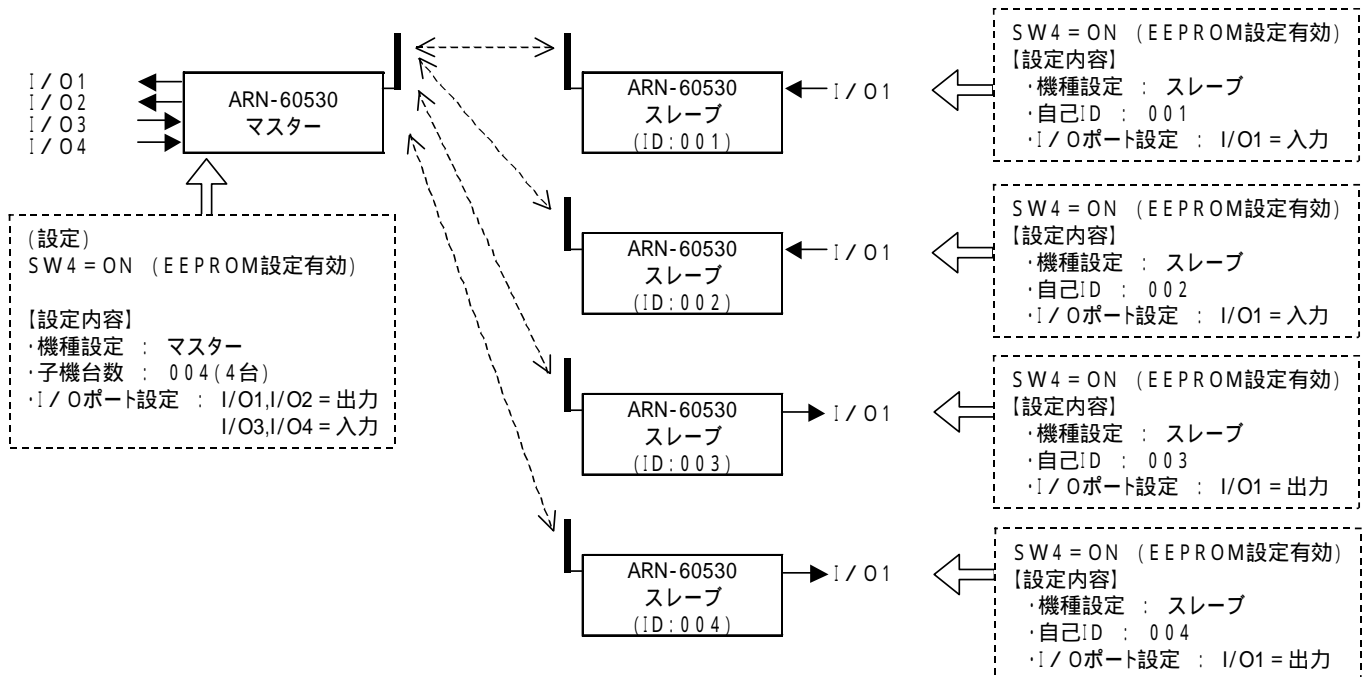 I/O1
I/O2
I/O3
I/O4
ARN-60530
マスター
(設定)
SW4=ON (EEPROM設定有効)
【設定内容】
・機種設定 : マスター
・子機台数 : 004(4台)
・I/Oポート設定 : I/O1,I/O2=出力
I/O3,I/O4=入力
ARN-60530
スレーブ
(ID:001)
I/O1
SW4=ON (EEPROM設定有効)
【設定内容】
・機種設定 : スレーブ
・自己ID : 001
・I/Oポート設定 : I/O1=入力
ARN-60530
スレーブ
(ID:002)
I/O1
SW4=ON (EEPROM設定有効)
【設定内容】
・機種設定 : スレーブ
・自己ID : 002
・I/Oポート設定 : I/O1=入力
ARN-60530
スレーブ
(ID:003)
I/O1
SW4=ON (EEPROM設定有効)
【設定内容】
・機種設定 : スレーブ
・自己ID : 003
・I/Oポート設定 : I/O1=出力
ARN-60530
スレーブ
(ID:004)
I/O1
SW4=ON (EEPROM設定有効)
【設定内容】
・機種設定 : スレーブ
・自己ID : 004
・I/Oポート設定 : I/O1=出力